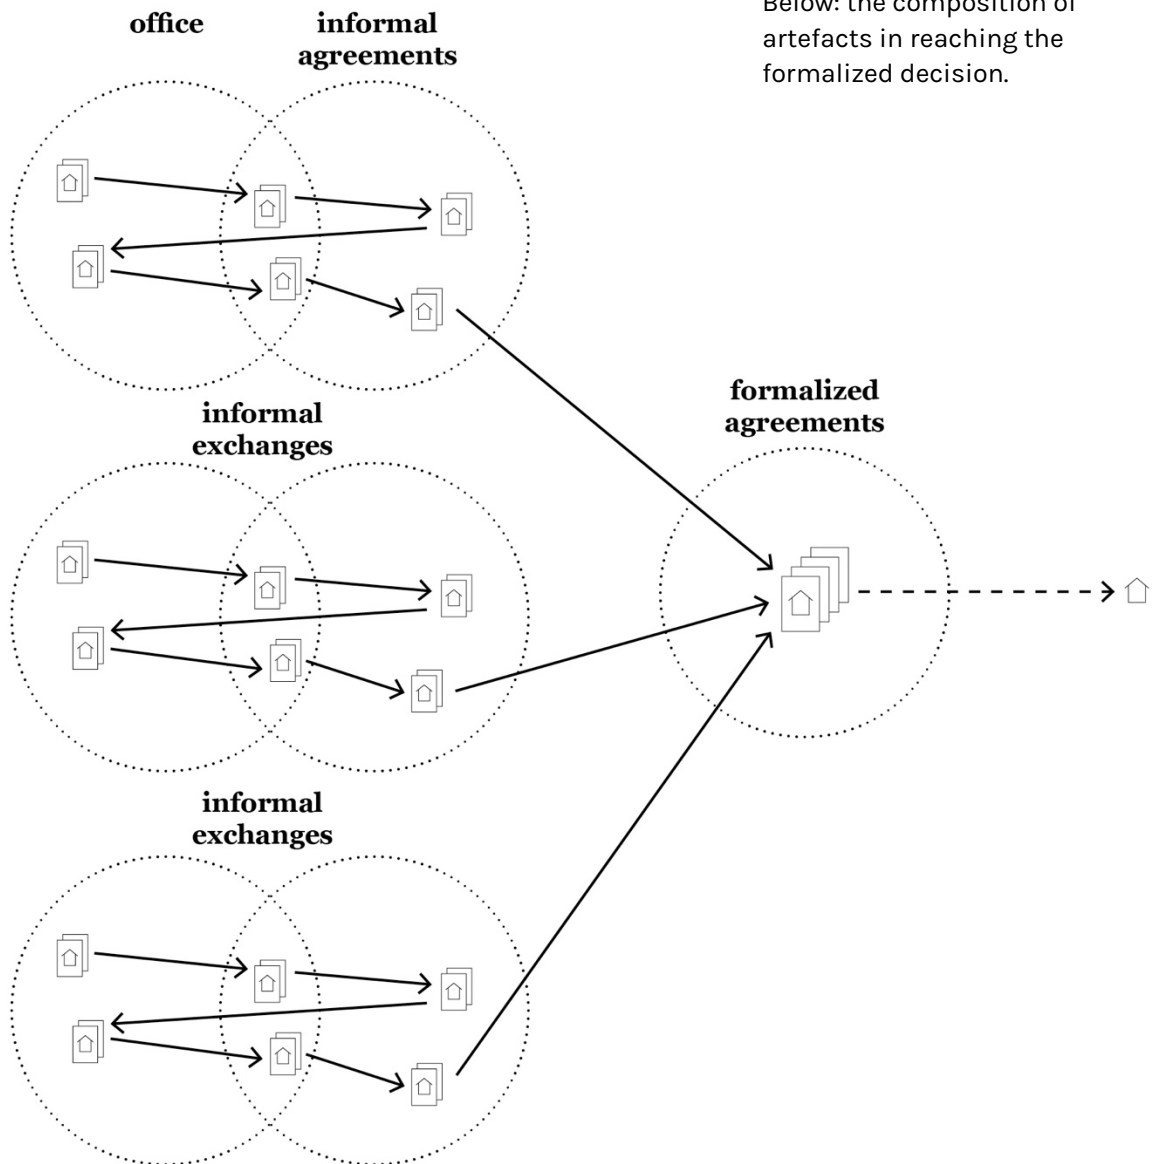 Below: the composition of
artefacts in reaching the
formalized decision.
office
informal
agreements
informal
exchanges
formalized
agreements
informal
exchanges